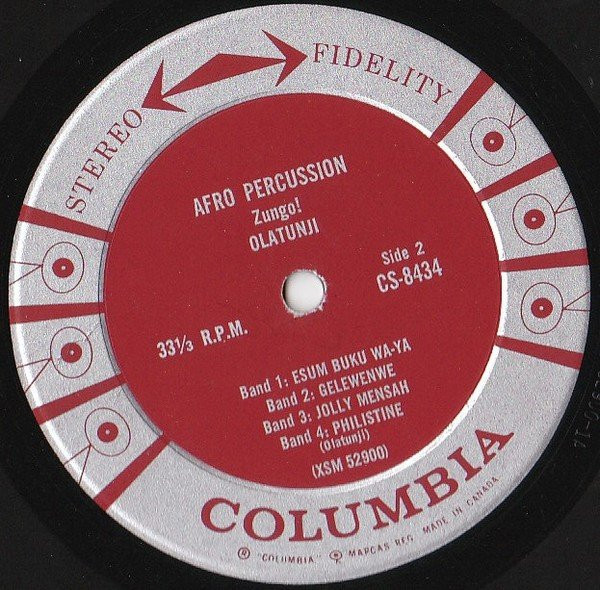 STEREO FIDELITY
AFRO PERCUSSION
Zungo!
OLATUNJI
Side 2
CS-8434
33⅓ R.P.M.
Band 1: ESUM BUKU WA-YA
Band 2: GELEWENWE
Band 3: JOLLY MENSAH
Band 4: PHILISTINE
(Olatunji)
(XSM 52900)
COLUMBIA
® "COLUMBIA" MAPCAS REG. MADE IN CANADA